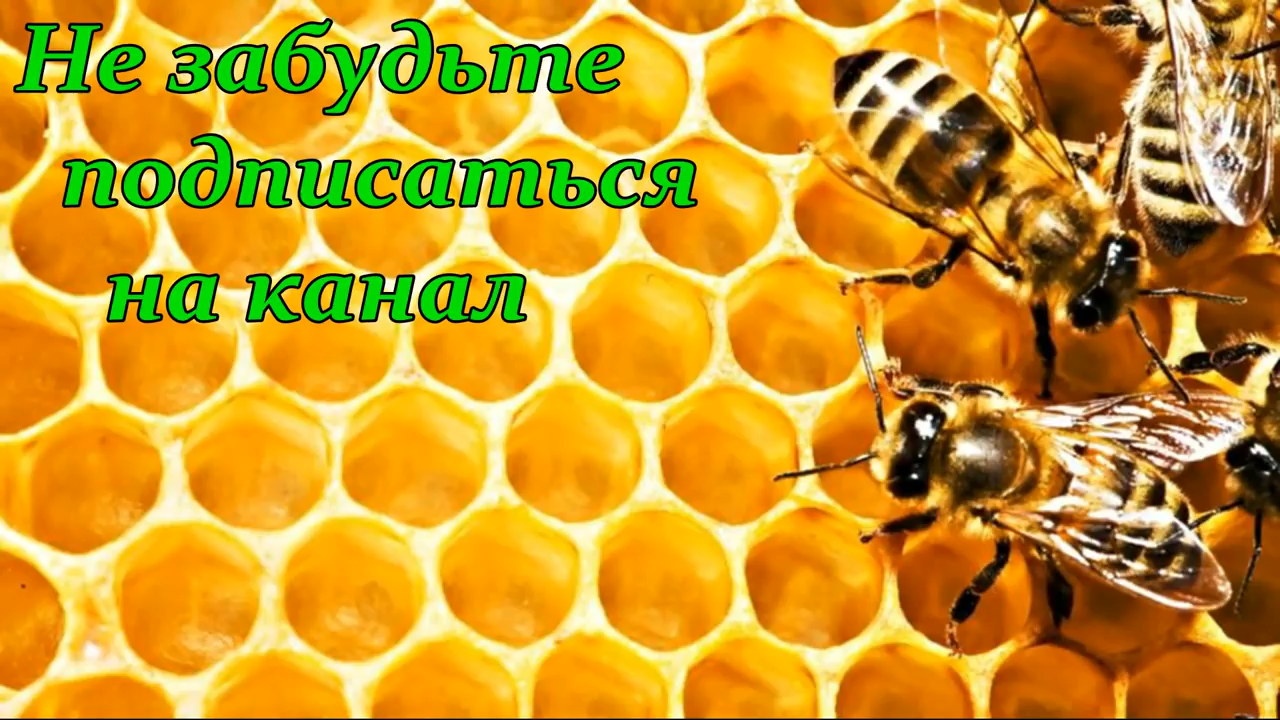 Не забудьте
подписаться
на канал